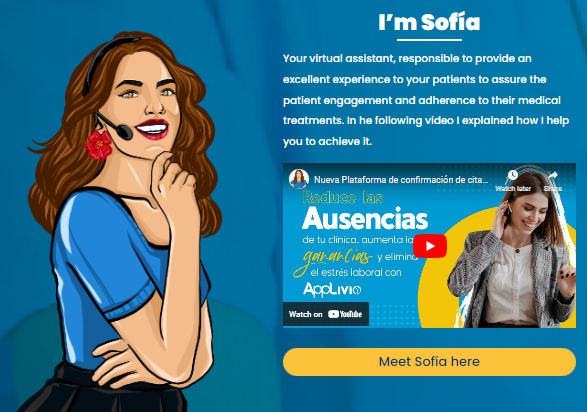 I'm Sofía
Your virtual assistant, responsible to provide an
excellent experience to your patients to assure the
patient engagement and adherence to their medical
treatments. In he following video I explained how I help
you to achieve it.
Nueva Plataforma de confirmación de cita...
Watch later
Share
Reduce las
Ausencias
de tu clínica, aumenta la
ganancias y elimin
el estrés laboral con
APPLIVIO
Watch on YouTube
Meet Sofía here